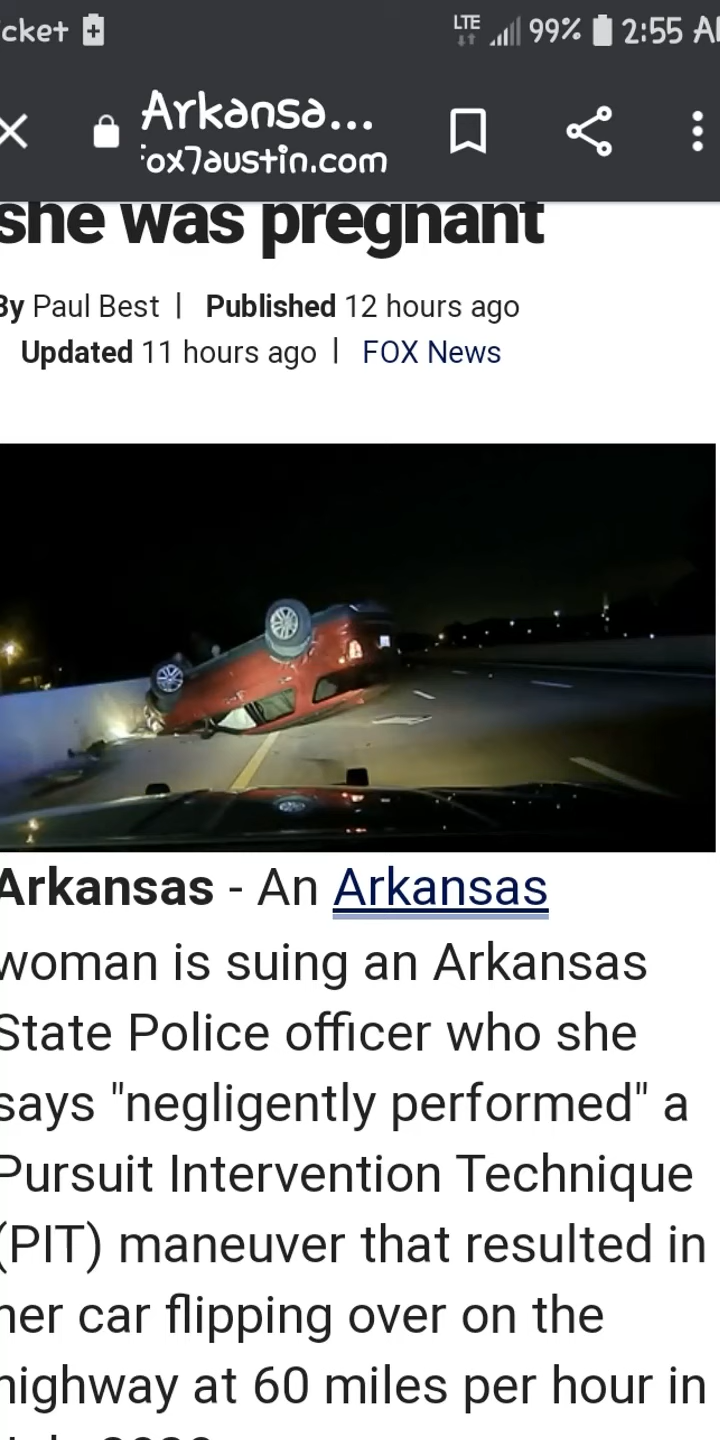 cket LTE 99% 2:55
Arkansa...
fox7austin.com
she was pregnant
By Paul Best | Published 12 hours ago
Updated 11 hours ago | FOX News
Arkansas - An Arkansas
woman is suing an Arkansas
State Police officer who she
says "negligently performed" a
Pursuit Intervention Technique
(PIT) maneuver that resulted in
her car flipping over on the
highway at 60 miles per hour in